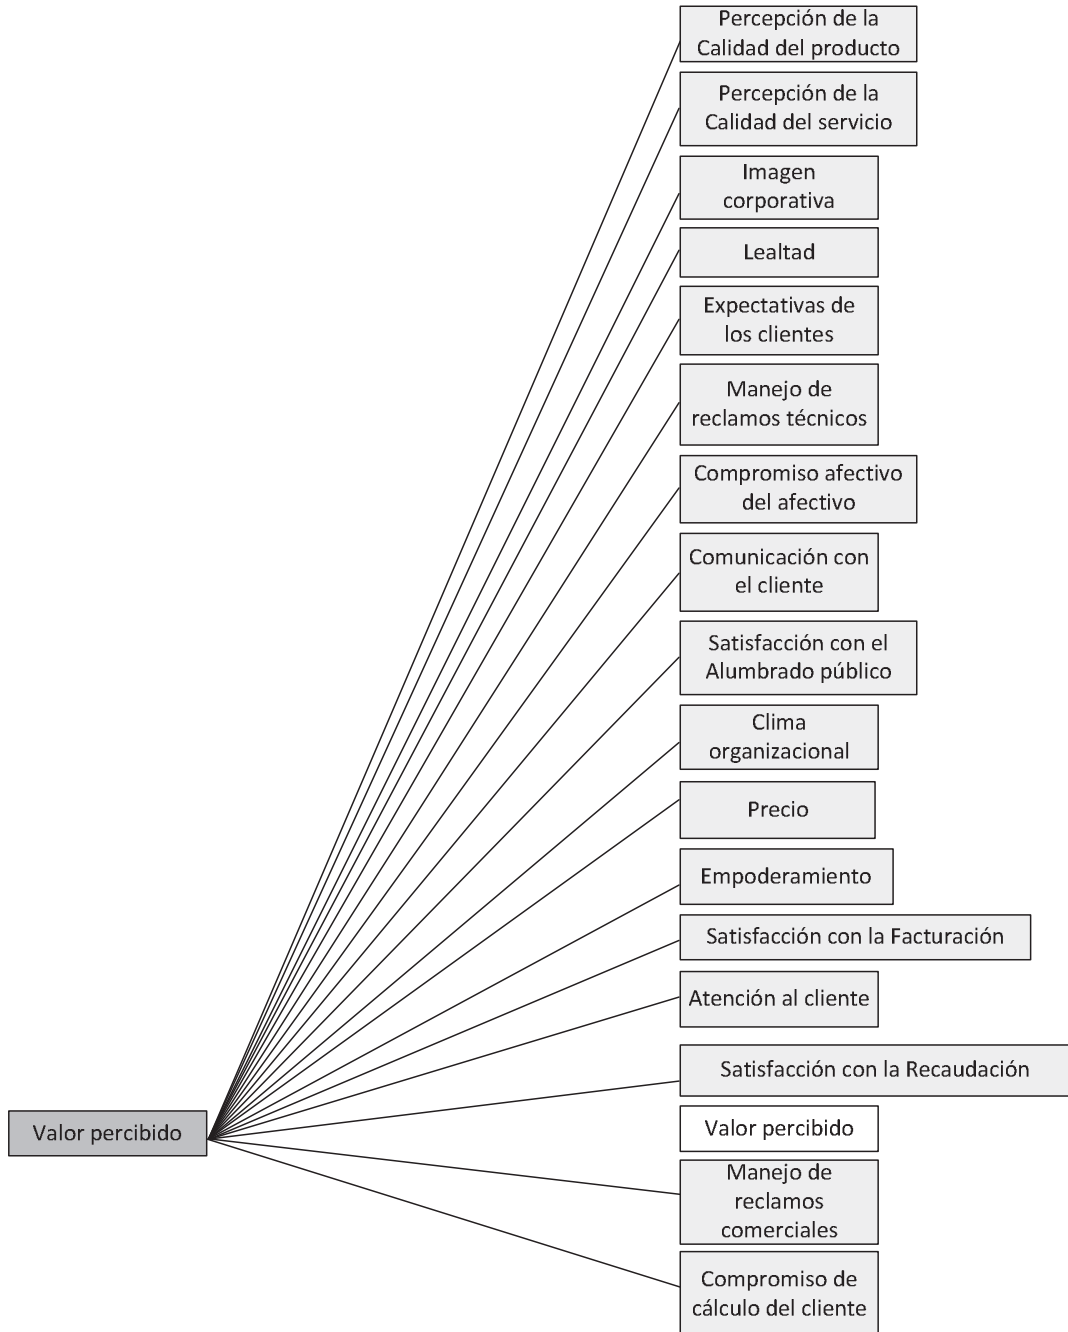 Percepción de la
Calidad del producto
Percepción de la
Calidad del servicio
Imagen
corporativa
Lealtad
Expectativas de
los clientes
Manejo de
reclamos técnicos
Compromiso afectivo
del afectivo
Comunicación con
el cliente
Satisfacción con el
Alumbrado público
Clima
organizacional
Precio
Empoderamiento
Satisfacción con la Facturación
Atención al cliente
Satisfacción con la Recaudación
Valor percibido
Valor percibido
Manejo de
reclamos
comerciales
Compromiso de
cálculo del cliente